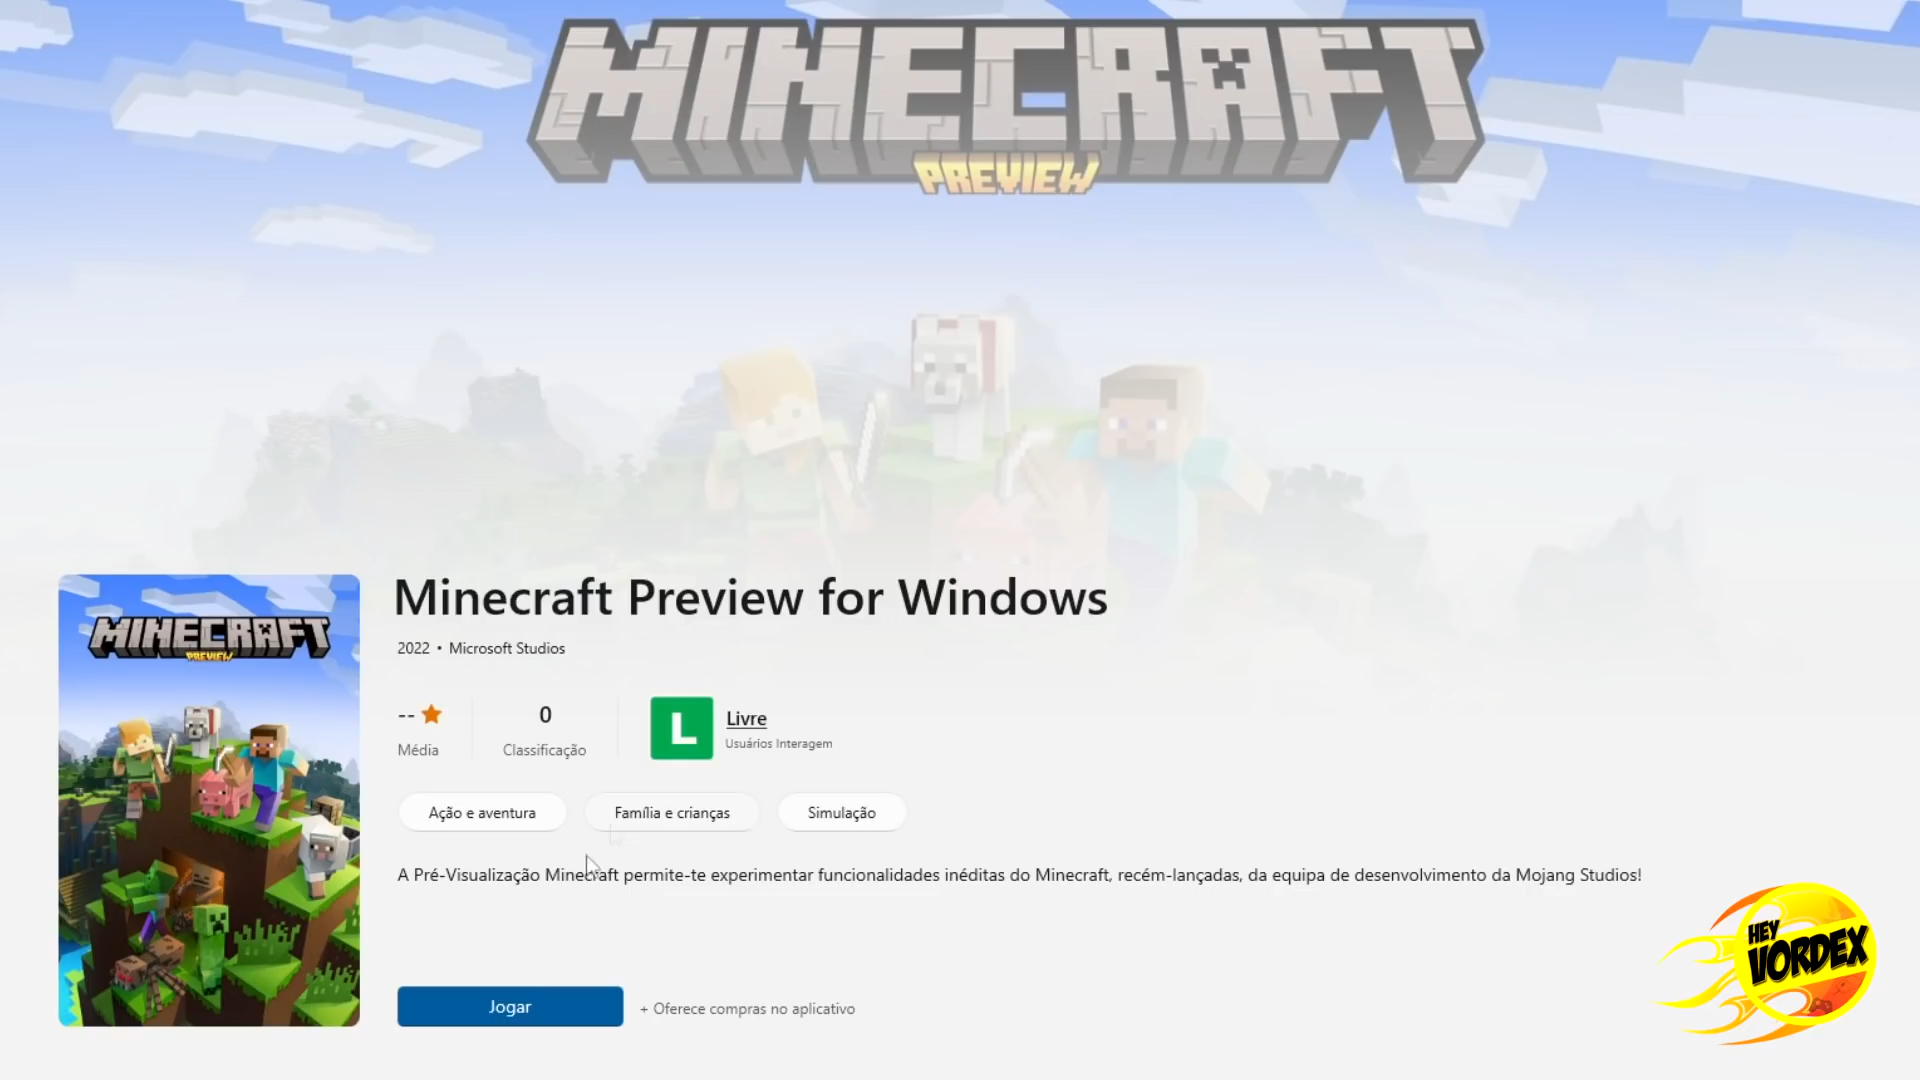 MINECRAFT
PREVIEW
MINECRAFT
PREVIEW
Minecraft Preview for Windows
2022 • Microsoft Studios
-- ★
Média
0
Classificação
L
Livre
Usuários Interagem
Ação e aventura
Família e crianças
Simulação
A Pré-Visualização Minecraft permite-te experimentar funcionalidades inéditas do Minecraft, recém-lançadas, da equipa de desenvolvimento da Mojang Studios!
HEY
VORDEX
Jogar
+ Oferece compras no aplicativo